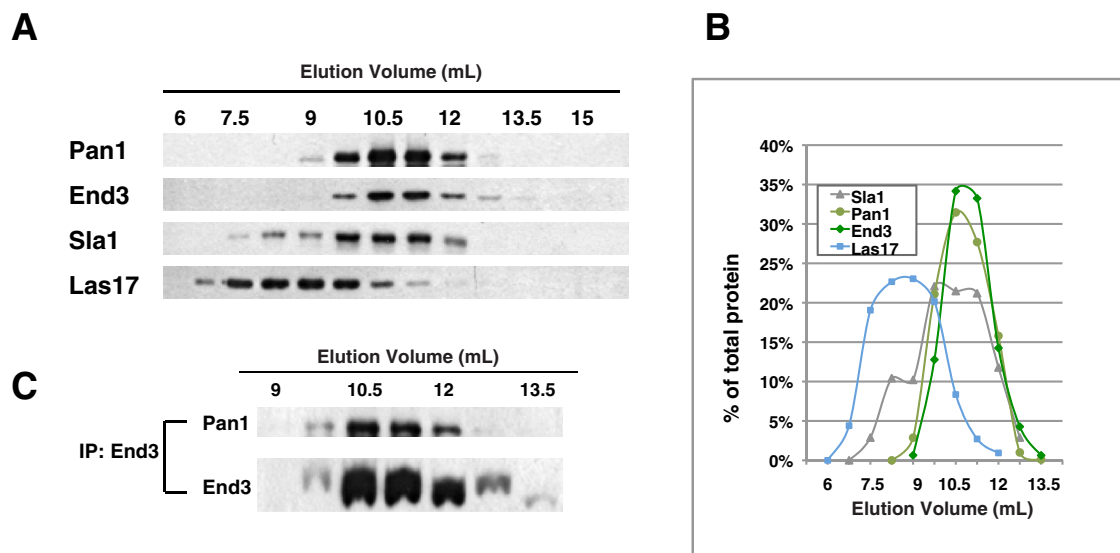 A
Elution Volume (mL)
6 7.5 9 10.5 12 13.5 15
Pan1
End3
Sla1
Las17
C
Elution Volume (mL)
9 10.5 12 13.5
IP: End3
Pan1
End3
B
40%
35%
30%
25%
20%
15%
10%
5%
0%
% of total protein
Sla1
Pan1
End3
Las17
6 7.5 9 10.5 12 13.5
Elution Volume (mL)